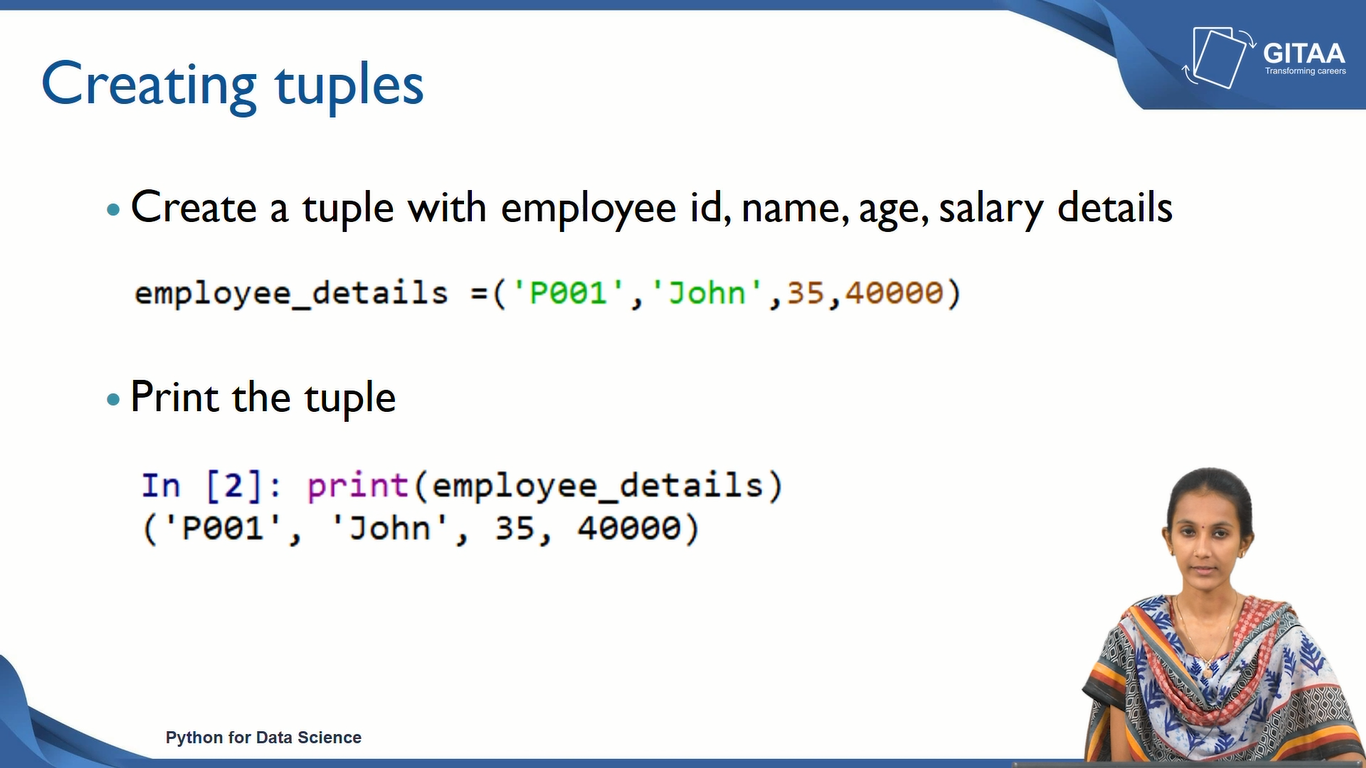 GITAA
Transforming careers
Creating tuples
• Create a tuple with employee id, name, age, salary details
employee_details =('P001','John',35,40000)
• Print the tuple
In [2]: print(employee_details)
('P001', 'John', 35, 40000)
Python for Data Science